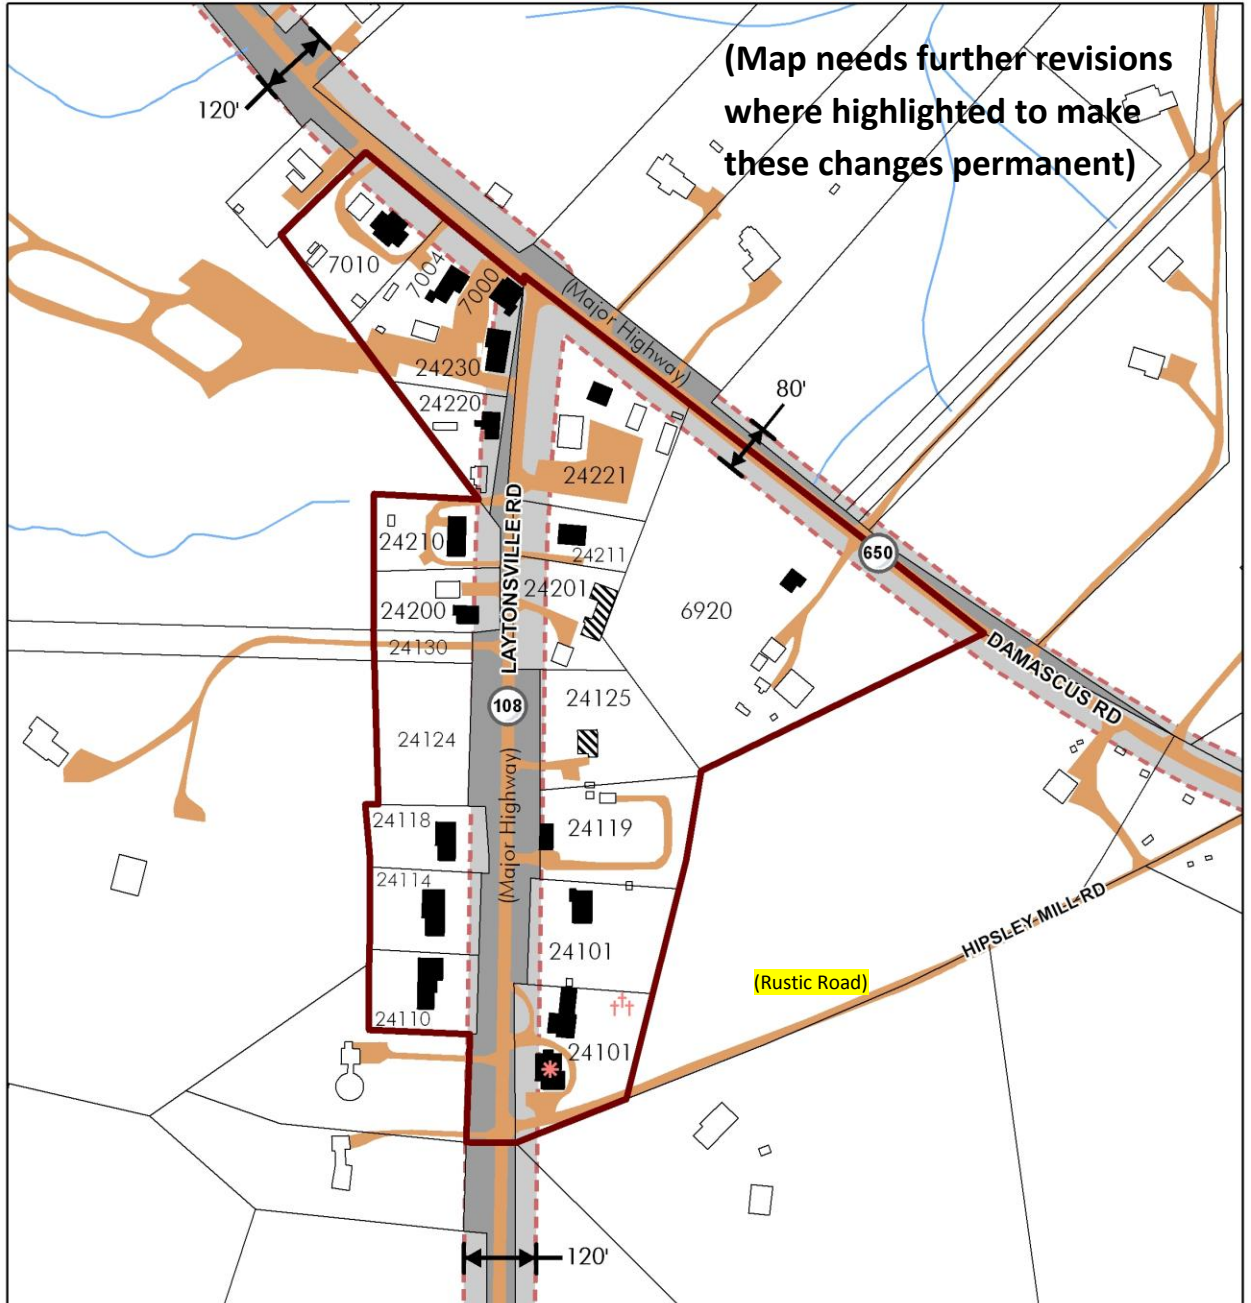 (Map needs further revisions
where highlighted to make
these changes permanent)
120'
7010
7004
7000
(Major Highway)
24230
24220
80'
24221
LAYTONSVILLE RD
24210
24211
650
24201
24200
6920
24130
DAMASCUS RD
24125
108
24124
(Major Highway)
24118
24119
24114
HIPSLEY MILL RD
24101
(Rustic Road)
24110
24101
120'